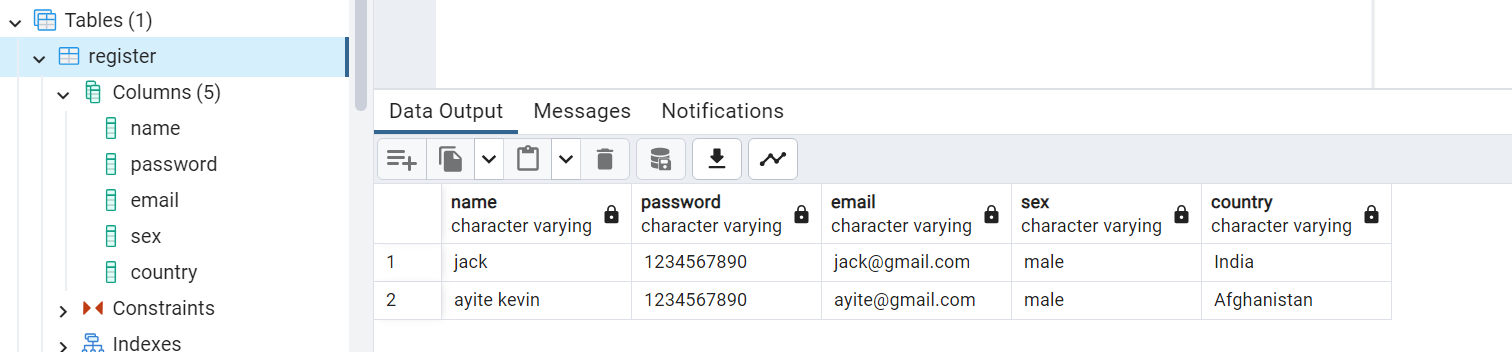 Tables (1)
register
Columns (5)
name
password
email
sex
country
Constraints
Indexes
Data Output Messages Notifications
name password email sex country
character varying character varying character varying character varying character varying
1 jack 1234567890 jack@gmail.com male India
2 ayite kevin 1234567890 ayite@gmail.com male Afghanistan